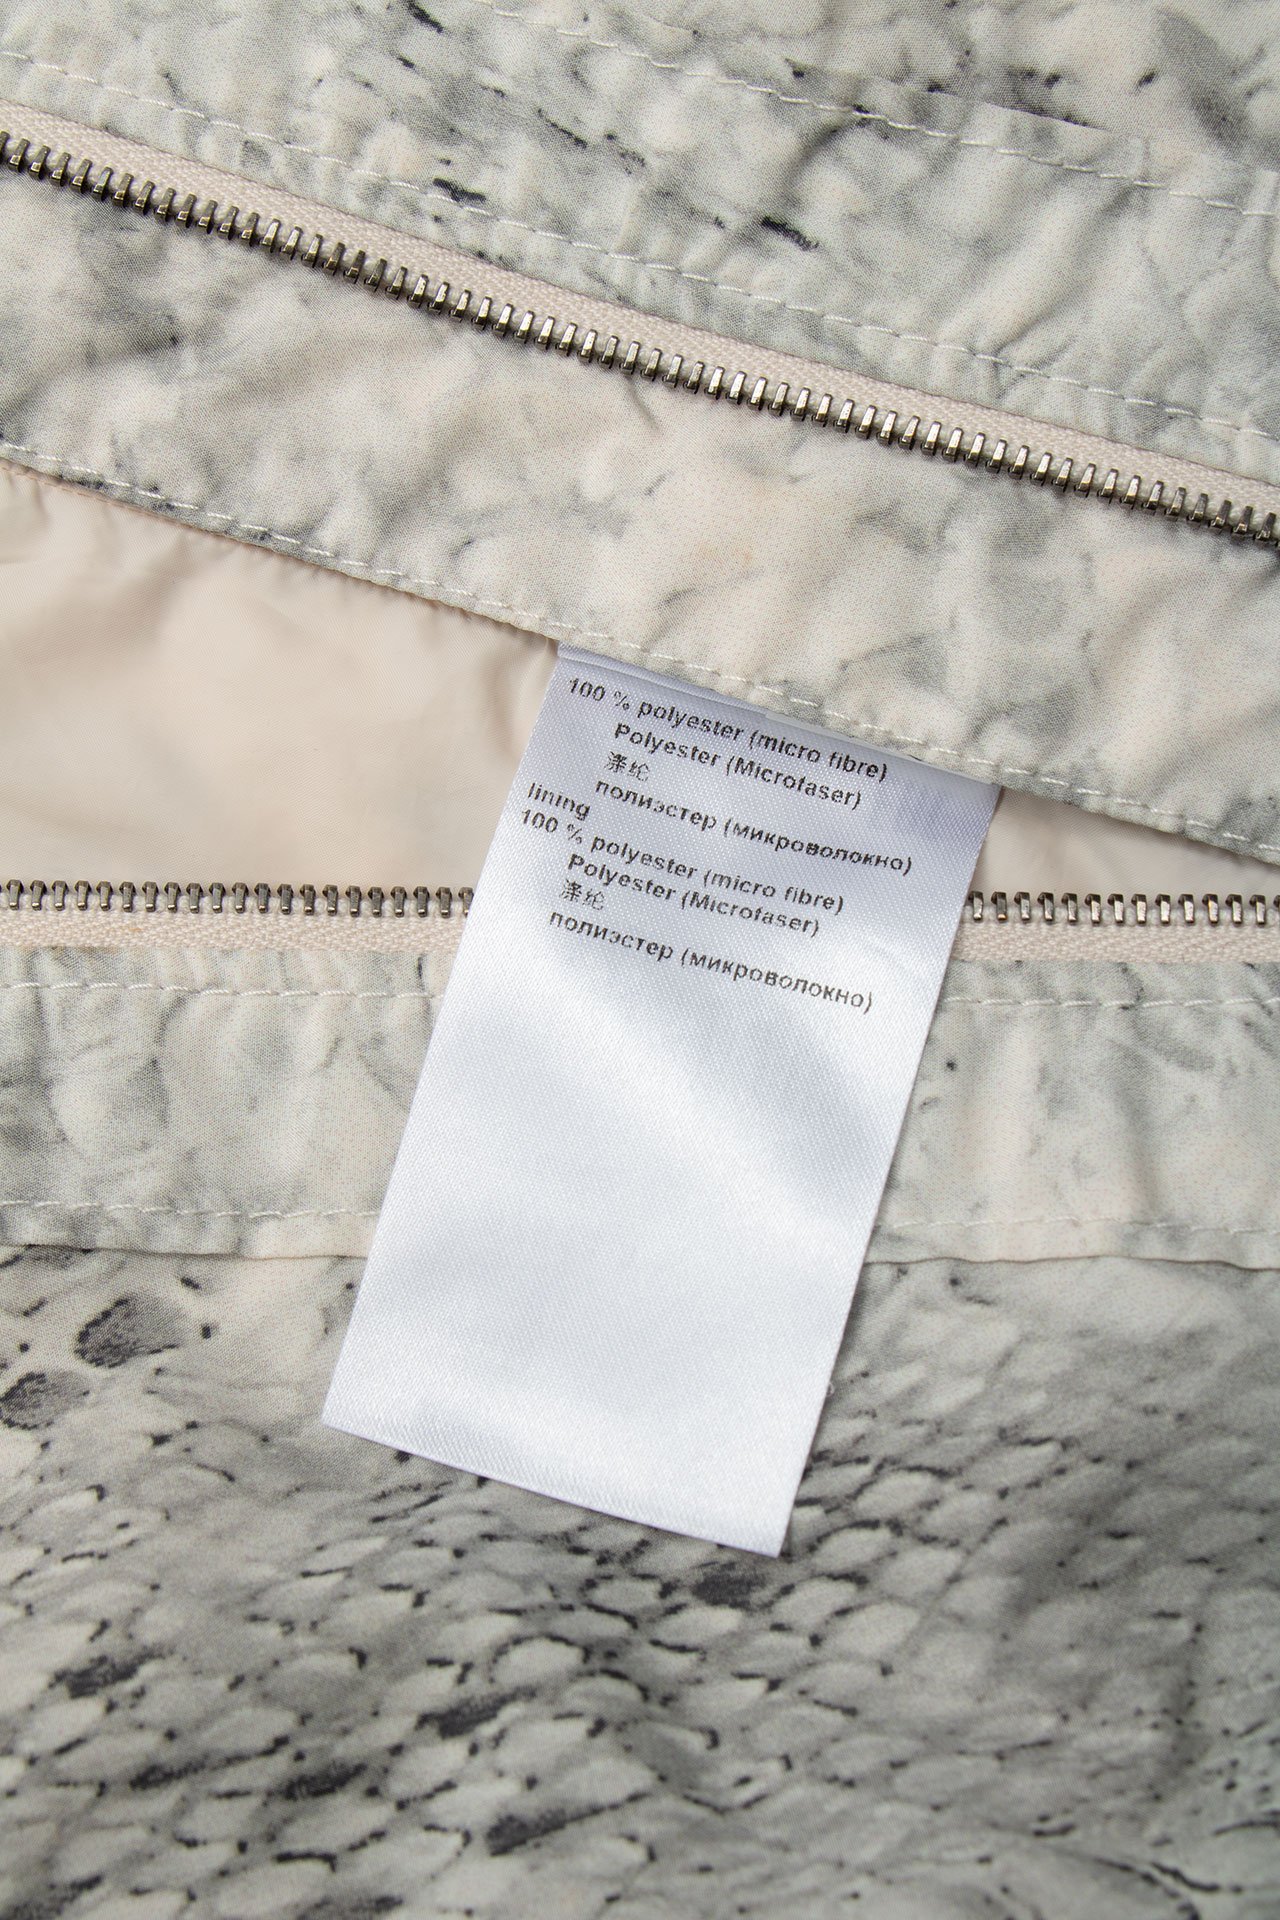 100 % polyester (micro fibre)
Polyester (Microfaser)
涤纶
полиэстер (микроволокно)
lining
100 % polyester (micro fibre)
Polyester (Microfaser)
涤纶
полиэстер (микроволокно)